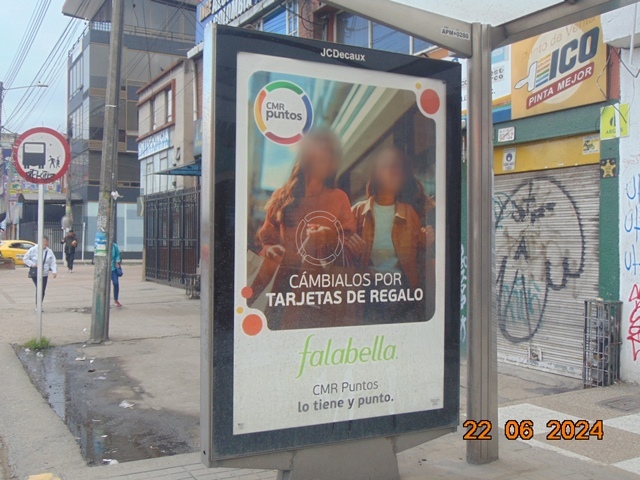 JCDecaux
CMR
puntos
CÁMBIALOS POR
TARJETAS DE REGALO
falabella.
CMR Puntos
lo tiene y punto.
ICO
PINTA MEJOR
22 06 2024